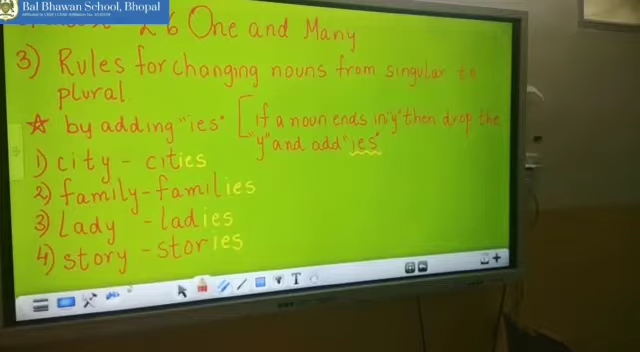 Bal Bhawan School, Bhopal
26 One and Many
3) Rules for changing nouns from singular to
plural
☆ by adding "ies" [If a noun ends in "y" then drop the
"y" and add "ies"
1) city - cities
2) family - families
3) Lady - ladies
4) story - stories
T